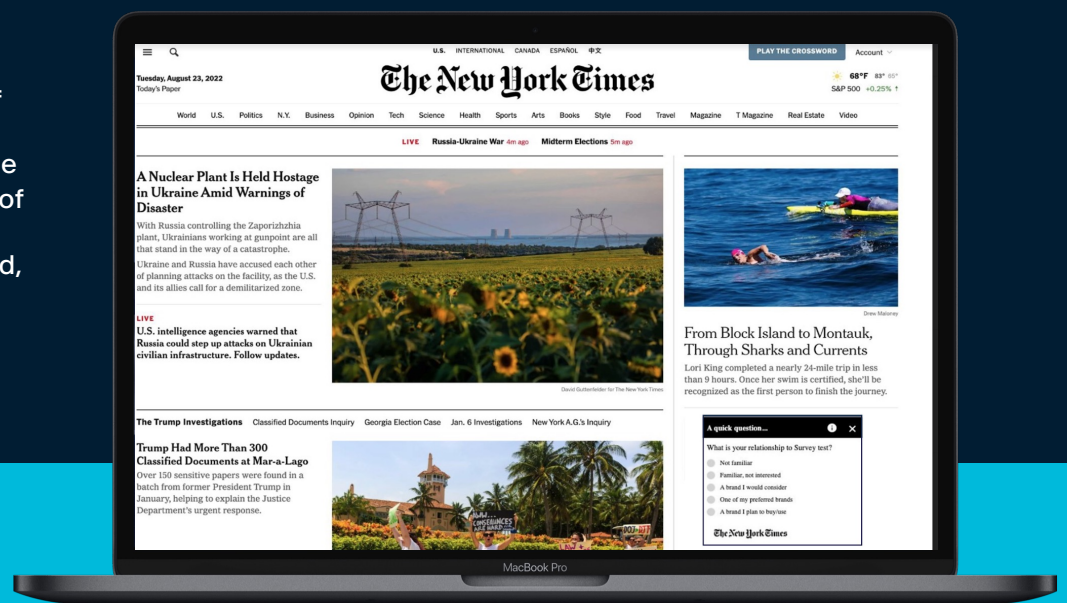 e
of
d,
U.S. INTERNATIONAL CANADA ESPAÑOL 中文
PLAY THE CROSSWORD
Account
Tuesday, August 23, 2022
Today's Paper
The New York Times
68°F 83° 65°
S&P 500 +0.25% ↑
World U.S. Politics N.Y. Business Opinion Tech Science Health Sports Arts Books Style Food Travel Magazine T Magazine Real Estate Video
LIVE Russia-Ukraine War 4m ago Midterm Elections 5m ago
A Nuclear Plant Is Held Hostage
in Ukraine Amid Warnings of
Disaster
With Russia controlling the Zaporizhzhia
plant, Ukrainians working at gunpoint are all
that stand in the way of a catastrophe.
Ukraine and Russia have accused each other
of planning attacks on the facility, as the U.S.
and its allies call for a demilitarized zone.
LIVE
U.S. intelligence agencies warned that
Russia could step up attacks on Ukrainian
civilian infrastructure. Follow updates.
David Guttenfelder for The New York Times
Drew Maloney
From Block Island to Montauk,
Through Sharks and Currents
Lori King completed a nearly 24-mile trip in less
than 9 hours. Once her swim is certified, she'll be
recognized as the first person to finish the journey.
The Trump Investigations Classified Documents Inquiry Georgia Election Case Jan. 6 Investigations New York A.G.'s Inquiry
Trump Had More Than 300
Classified Documents at Mar-a-Lago
Over 150 sensitive papers were found in a
batch from former President Trump in
January, helping to explain the Justice
Department's urgent response.
CONSEQUENCES
A quick question...
What is your relationship to Survey test?
Not familiar
Familiar, not interested
A brand I would consider
One of my preferred brands
A brand I plan to buy/use
The New York Times
MacBook Pro